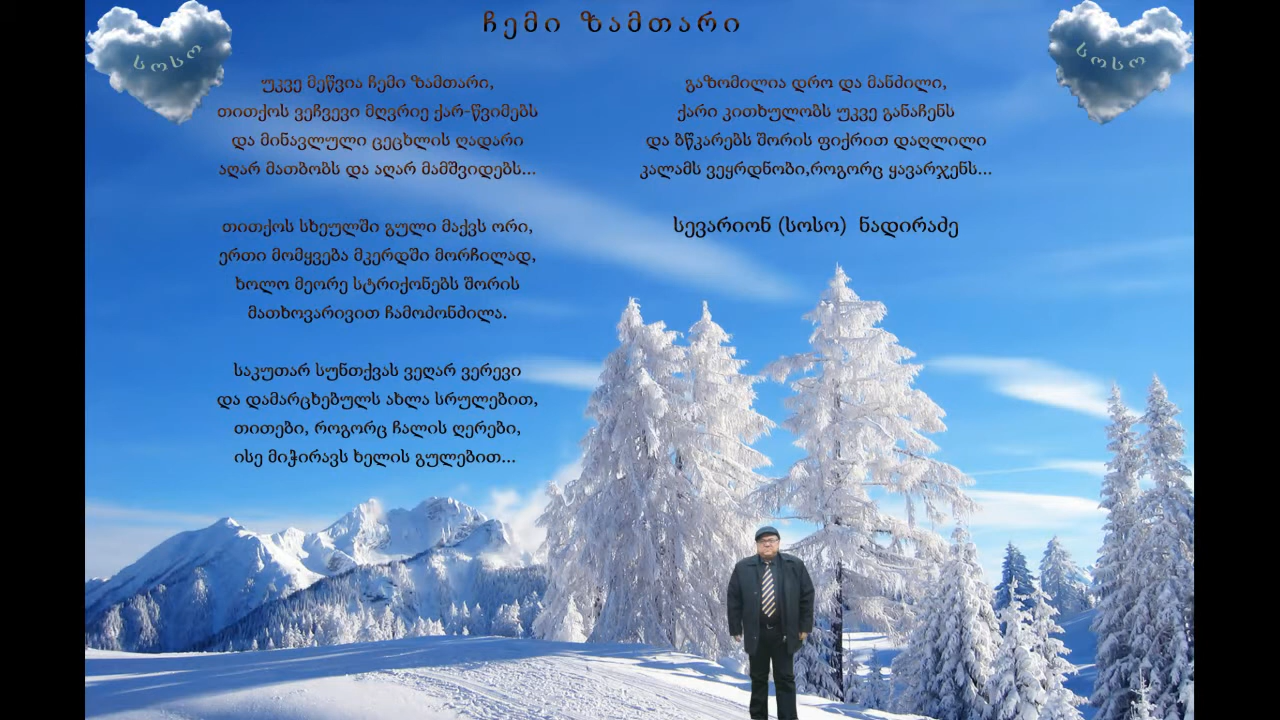 ჩემი ზამთარი
სოსო
სოსო
უკვე მეწვია ჩემი ზამთარი,
თითქოს ვეჩვევი მღვრიე ქარ-წვიმებს
და მინავლული ცეცხლის ღადარი
აღარ მათბობს და აღარ მამშვიდებს...
თითქოს სხეულში გული მაქვს ორი,
ერთი მომყვება მკერდში მორჩილად,
ხოლო მეორე სტრიქონებს შორის
მათხოვარივით ჩამოძონძილა.
საკუთარ სუნთქვას ვეღარ ვერევი
და დამარცხებულს ახლა სრულებით,
თითები, როგორც ჩალის ღერები,
ისე მიჭირავს ხელის გულებით...
გაზომილია დრო და მანძილი,
ქარი კითხულობს უკვე განაჩენს
და ბწკარებს შორის ფიქრით დაღლილი
კალამს ვეყრდნობი,როგორც ყავარჯენს...
სევარიონ (სოსო) ნადირაძე